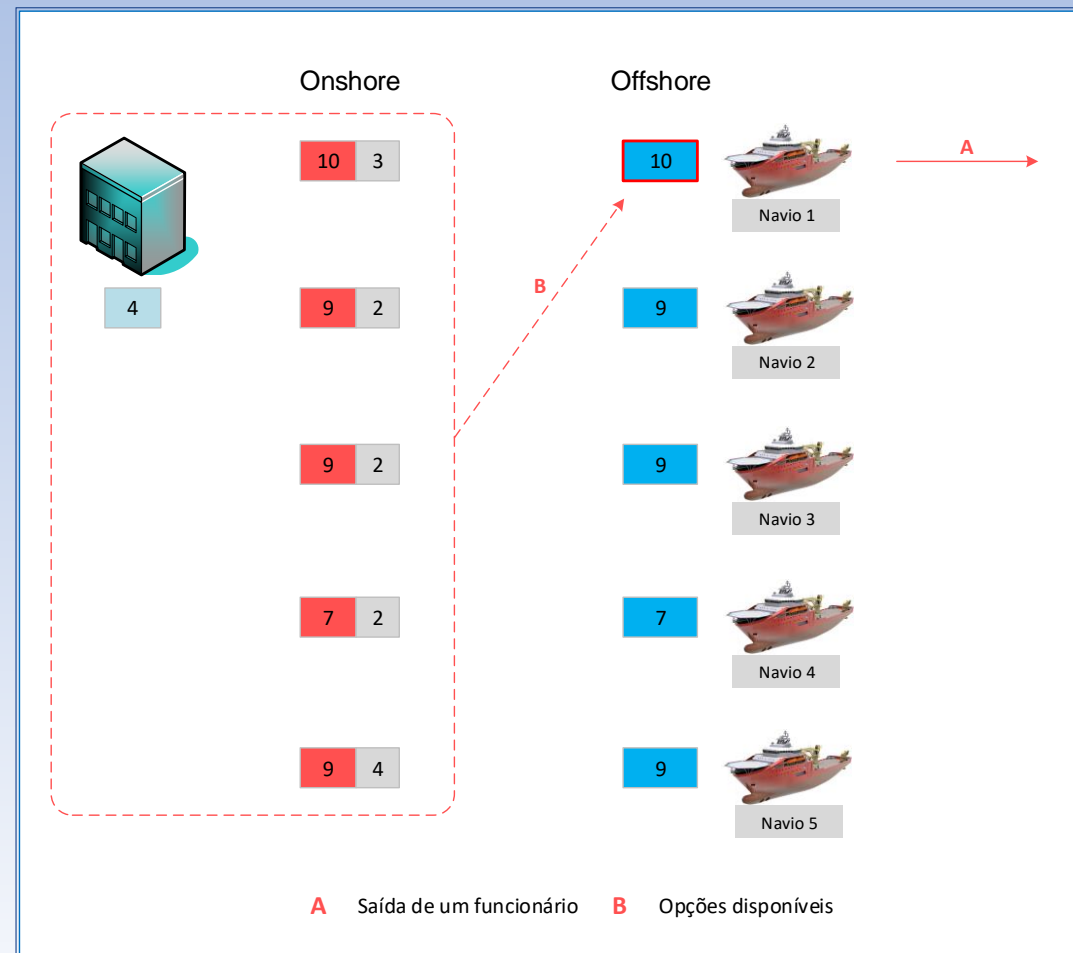 Onshore Offshore
10 3 10 A
Navio 1
B
4 9 2 9
Navio 2
9 2 9
Navio 3
7 2 7
Navio 4
9 4 9
Navio 5
A Saída de um funcionário B Opções disponíveis